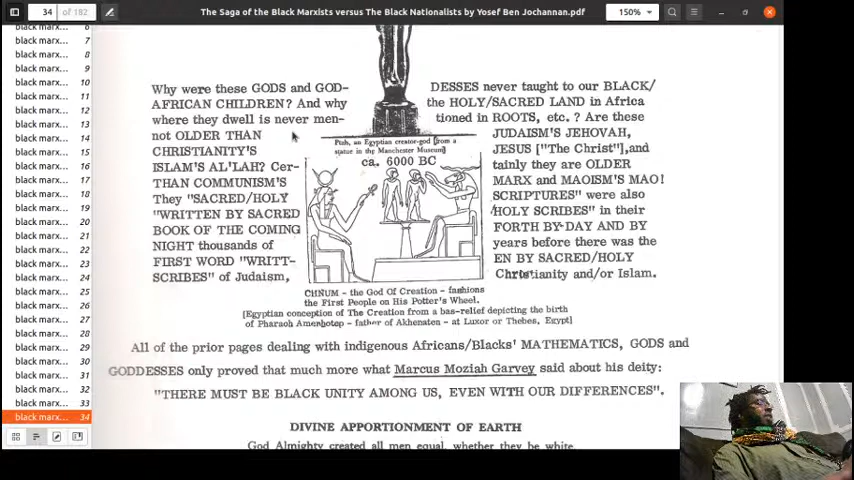 34 of 182
The Saga of the Black Marxists versus The Black Nationalists by Yosef Ben Jochannan.pdf
150%
black marx... 6
black marx... 7
black marx... 8
black marx... 9
black marx... 10
black marx... 11
black marx... 12
black marx... 13
black marx... 14
black marx... 15
black marx... 16
black marx... 17
black marx... 18
black marx... 19
black marx... 20
black marx... 21
black marx... 22
black marx... 23
black marx... 24
black marx... 25
black marx... 26
black marx... 27
black marx... 28
black marx... 29
black marx... 30
black marx... 31
black marx... 32
black marx... 33
black marx... 34
Why were these GODS and GOD- DESSES never taught to our BLACK/
AFRICAN CHILDREN? And why the HOLY/SACRED LAND in Africa
where they dwell is never men- tioned in ROOTS, etc. ? Are these
not OLDER THAN JUDAISM'S JEHOVAH,
CHRISTIANITY'S JESUS ["The Christ"],and
ISLAM'S AL'LAH? Cer- tainly they are OLDER
THAN COMMUNISM'S MARX and MAOISM'S MAO!
They "SACRED/HOLY SCRIPTURES" were also
"WRITTEN BY SACRED /HOLY SCRIBES" in their
BOOK OF THE COMING FORTH BY-DAY AND BY
NIGHT thousands of years before there was the
FIRST WORD "WRITT- EN BY SACRED/HOLY
SCRIBES" of Judaism, Christianity and/or Islam.
Ptah, an Egyptian creator-god [from a
statue in the Manchester Museum]
ca. 6000 BC
CHNUM - the God Of Creation - fashions
the First People on His Potter's Wheel.
[Egyptian conception of The Creation from a bas-relief depicting the birth
of Pharaoh Amenhotep - father of Akhenaten - at Luxor or Thebes, Egypt]
All of the prior pages dealing with indigenous Africans/Blacks' MATHEMATICS, GODS and
GODDESSES only proved that much more what Marcus Moziah Garvey said about his deity:
"THERE MUST BE BLACK UNITY AMONG US, EVEN WITH OUR DIFFERENCES".
DIVINE APPORTIONMENT OF EARTH
God Almighty created all men equal, whether they be white,